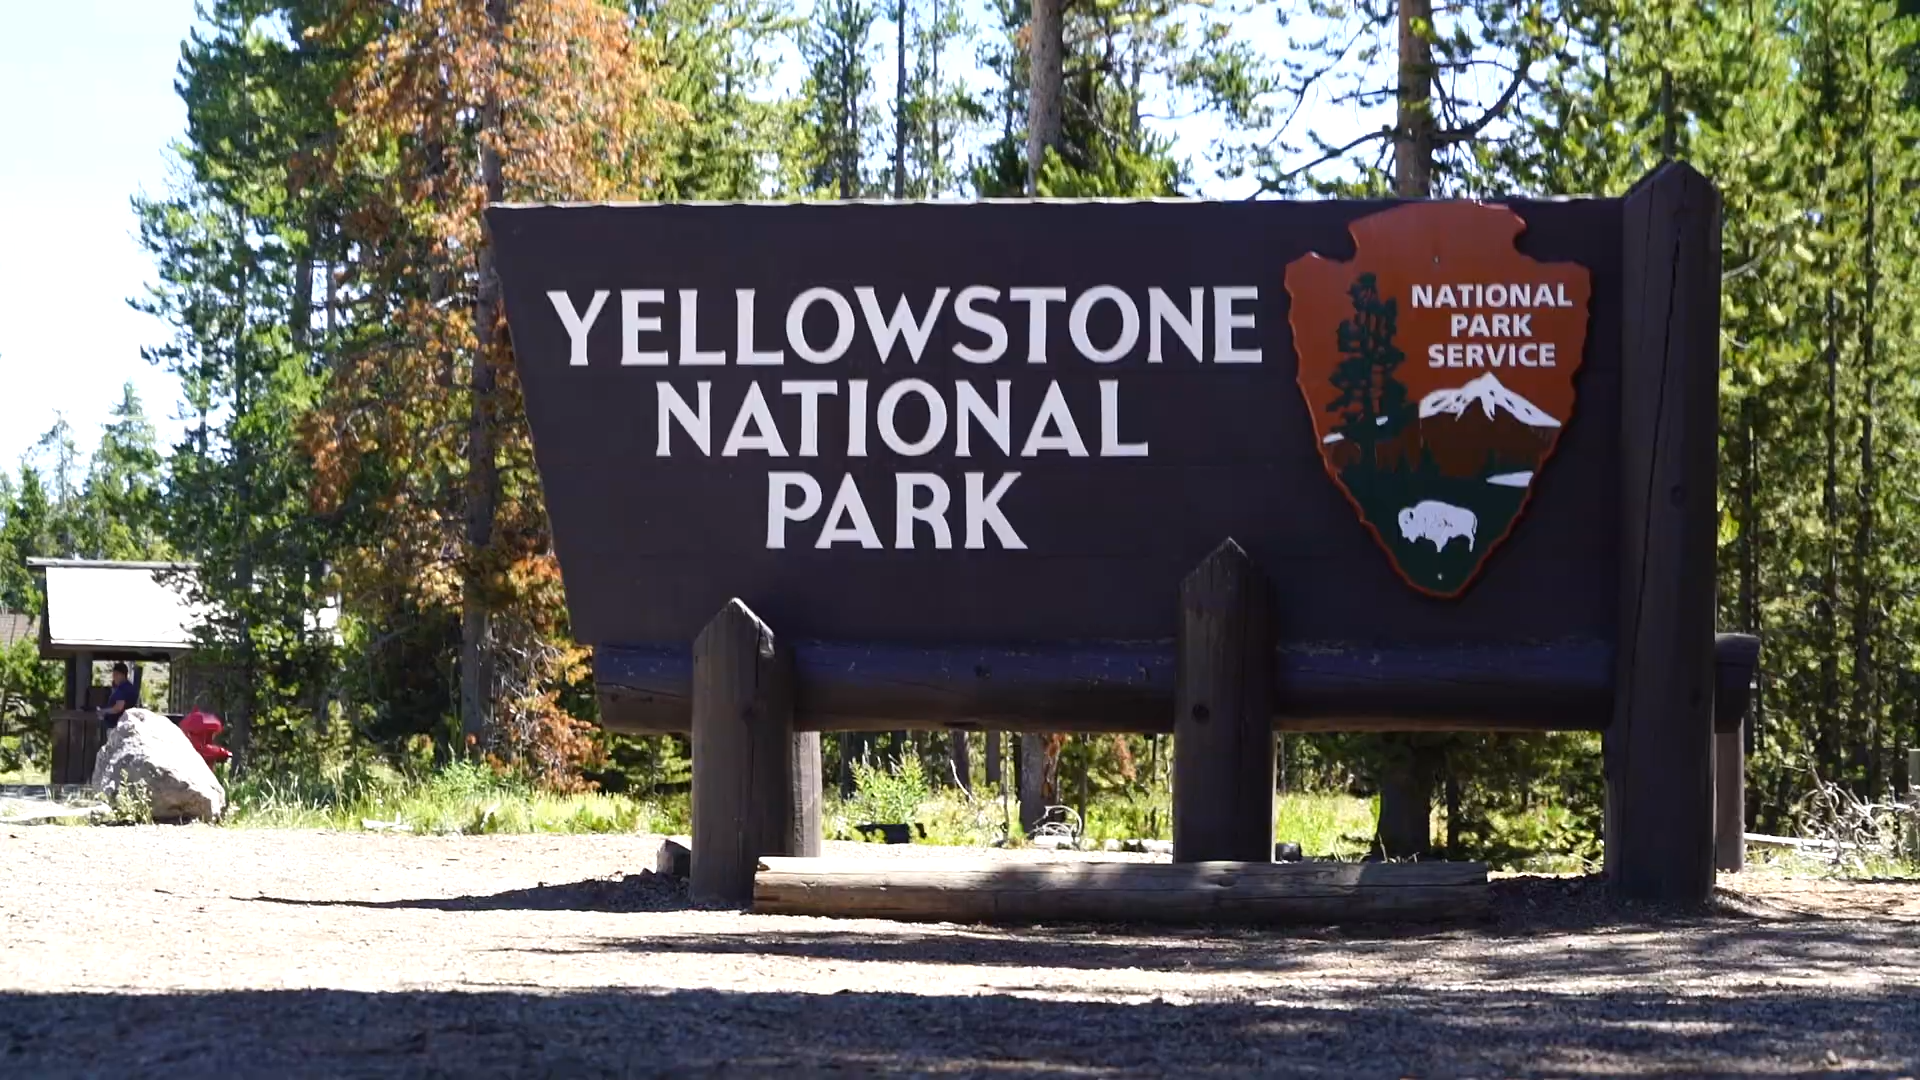 YELLOWSTONE
NATIONAL
PARK
NATIONAL
PARK
SERVICE